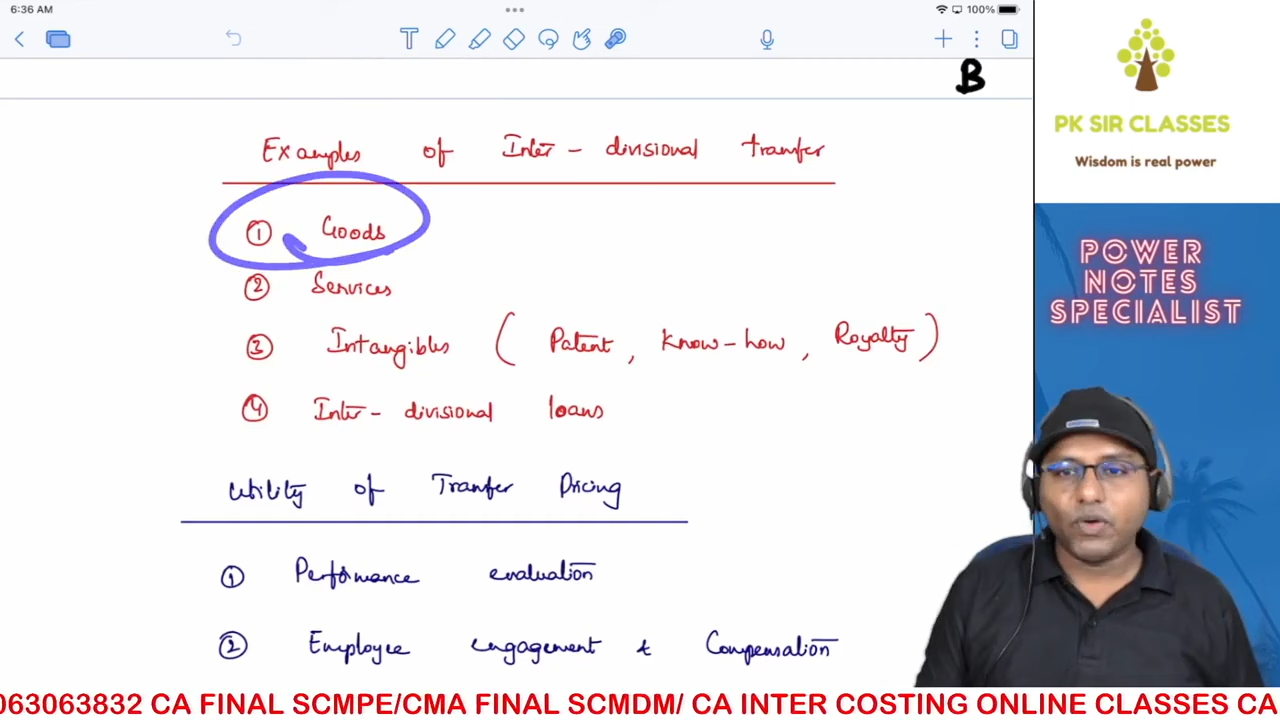 6:36 AM
100%
B
PK SIR CLASSES
Wisdom is real power
Examples of Inter - divisional transfer
① Goods
② Services
③ Intangibles ( Patent, Know-how, Royalty )
④ Inter - divisional loans
Utility of Transfer Pricing
① Performance evaluation
② Employee engagement & Compensation
POWER
NOTES
SPECIALIST
063063832 CA FINAL SCMPE/CMA FINAL SCMDM/ CA INTER COSTING ONLINE CLASSES CA